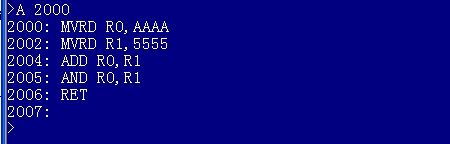 >A 2000
2000: MVRD R0,AAAA
2002: MVRD R1,5555
2004: ADD R0,R1
2005: AND R0,R1
2006: RET
2007:
>